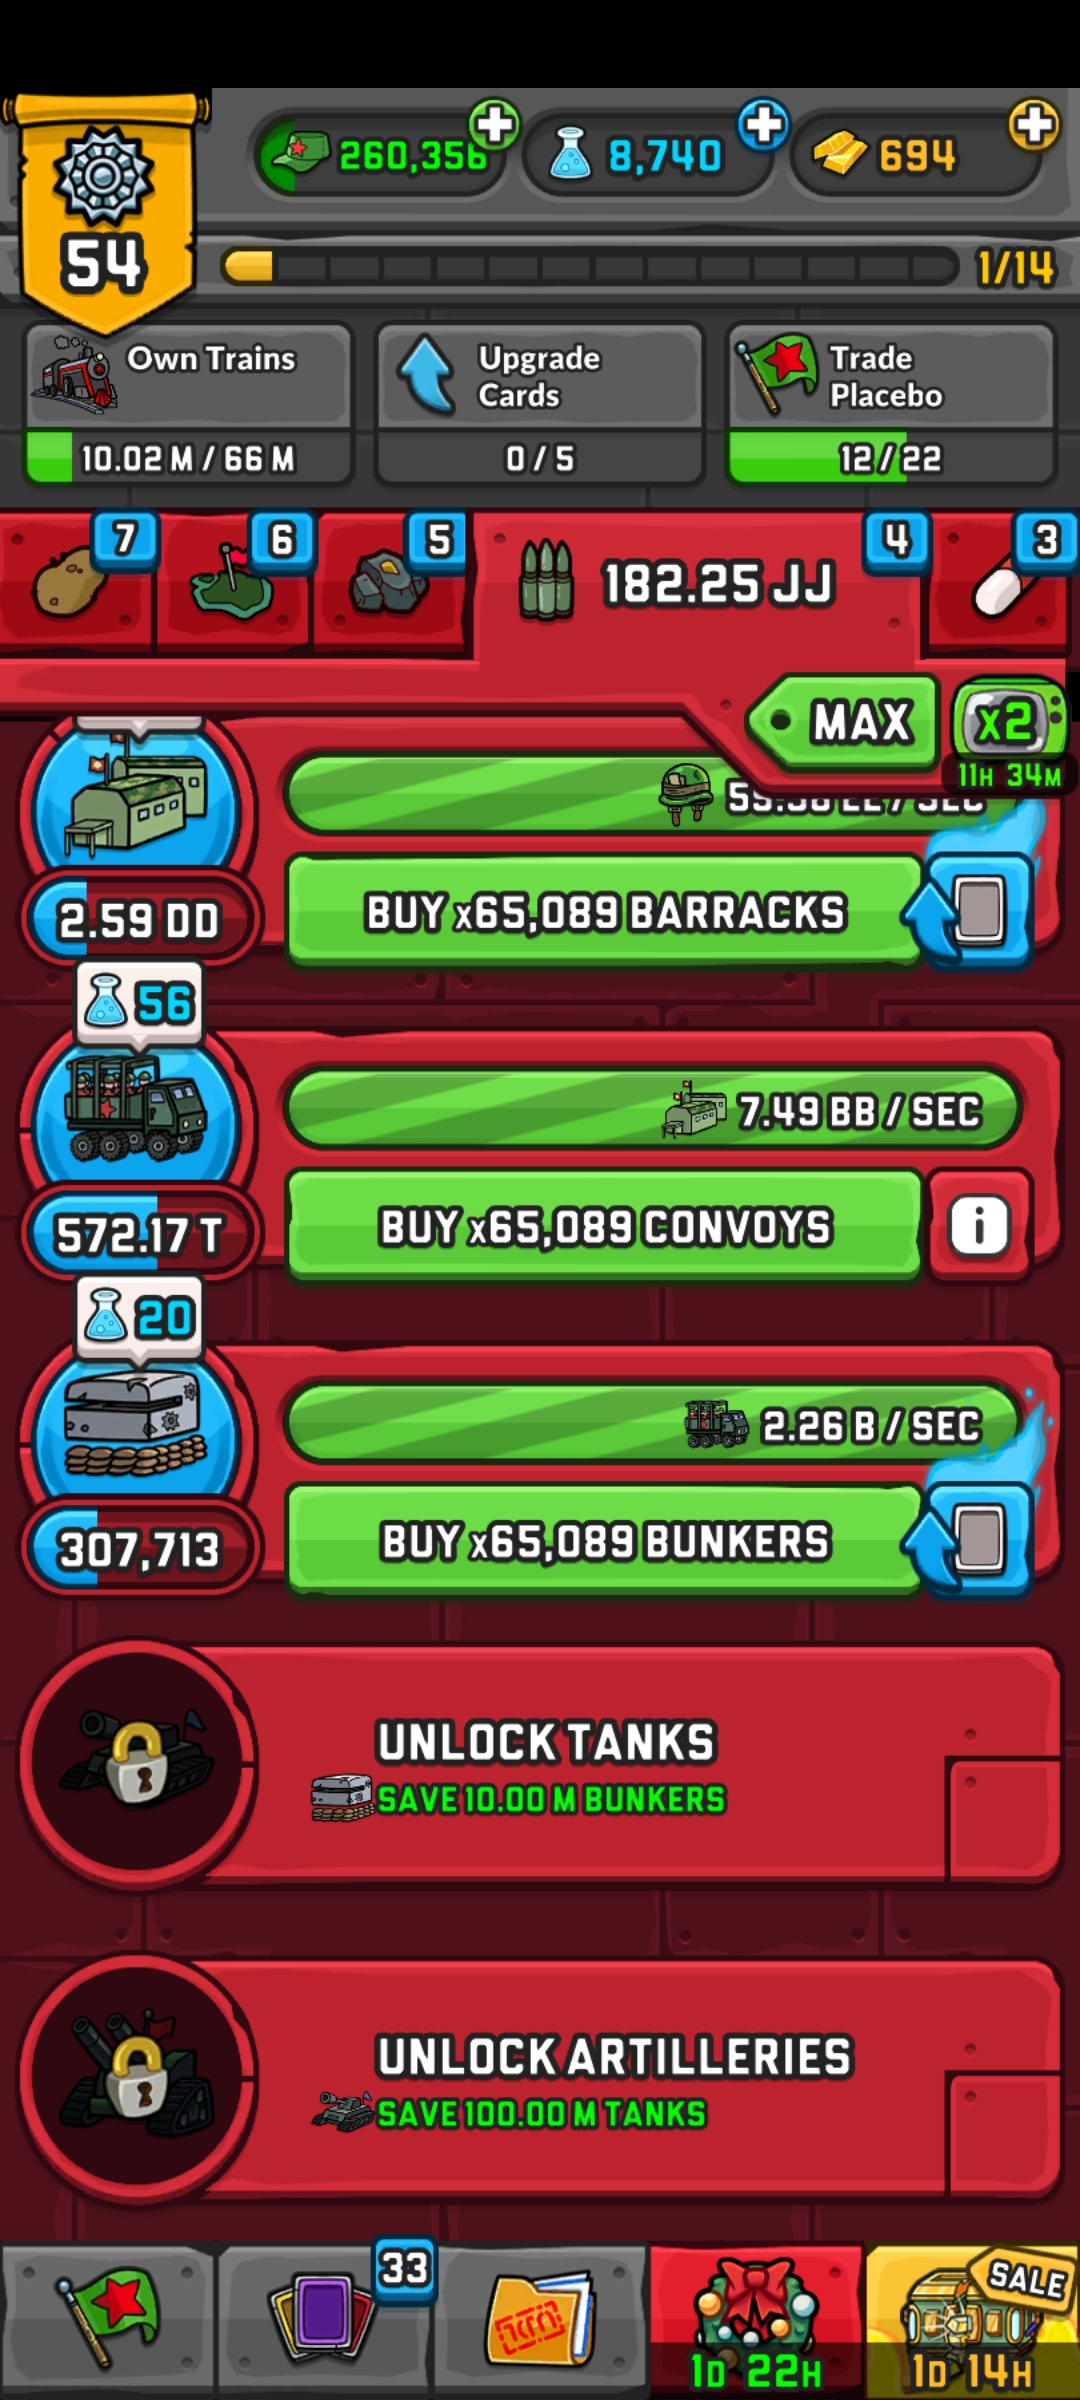 260,356
8,740
694
54
1/14
Own Trains
10.02 M / 66 M
Upgrade
Cards
0 / 5
Trade
Placebo
12 / 22
7
6
5
182.25 JJ
4
3
MAX
x2
11H 34M
/ SEC
BUY x65,089 BARRACKS
2.59 DD
56
7.49 BB / SEC
BUY x65,089 CONVOYS
i
572.17 T
20
2.26 B / SEC
BUY x65,089 BUNKERS
307,713
UNLOCK TANKS
SAVE 10.00 M BUNKERS
UNLOCK ARTILLERIES
SAVE 100.00 M TANKS
33
1D 22H
SALE
1D 14H